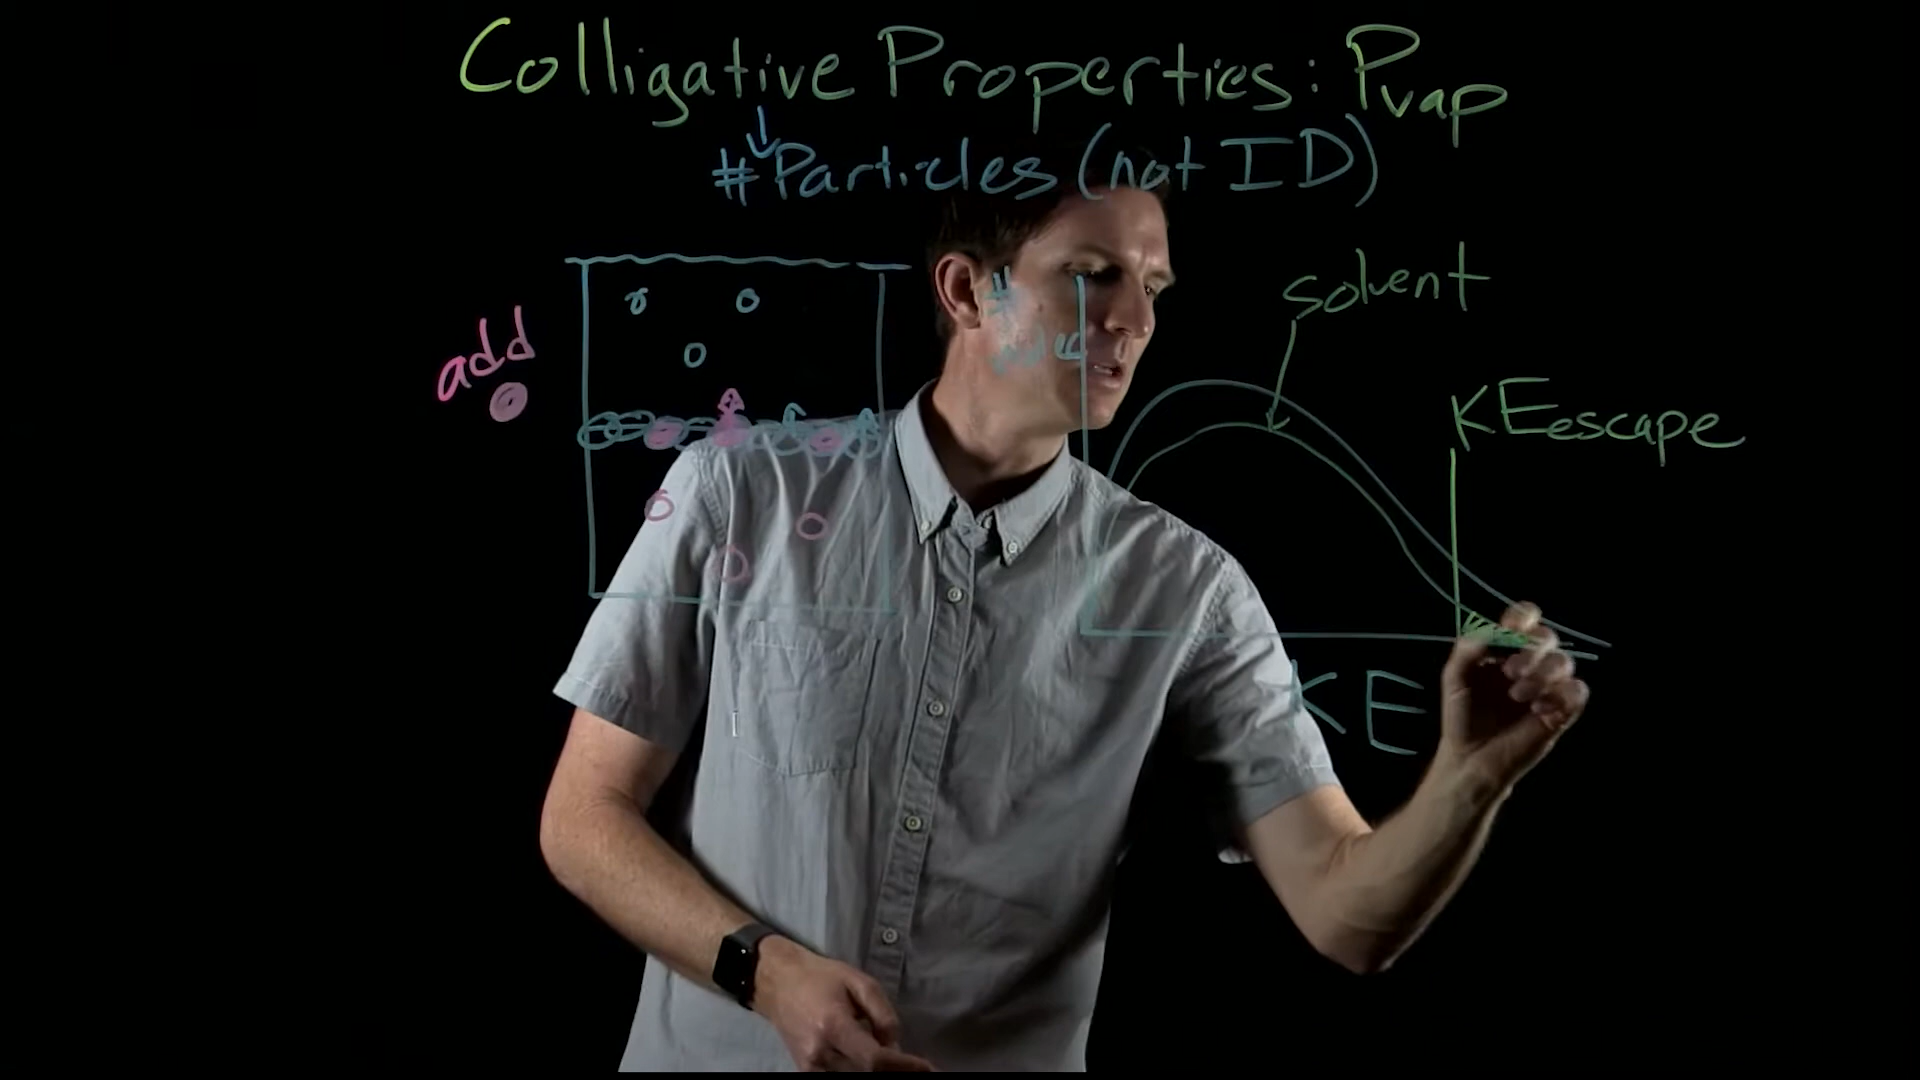 Colligative Properties: Pvap
# Particles (not ID)
add
#
solvent
KEescape
KE